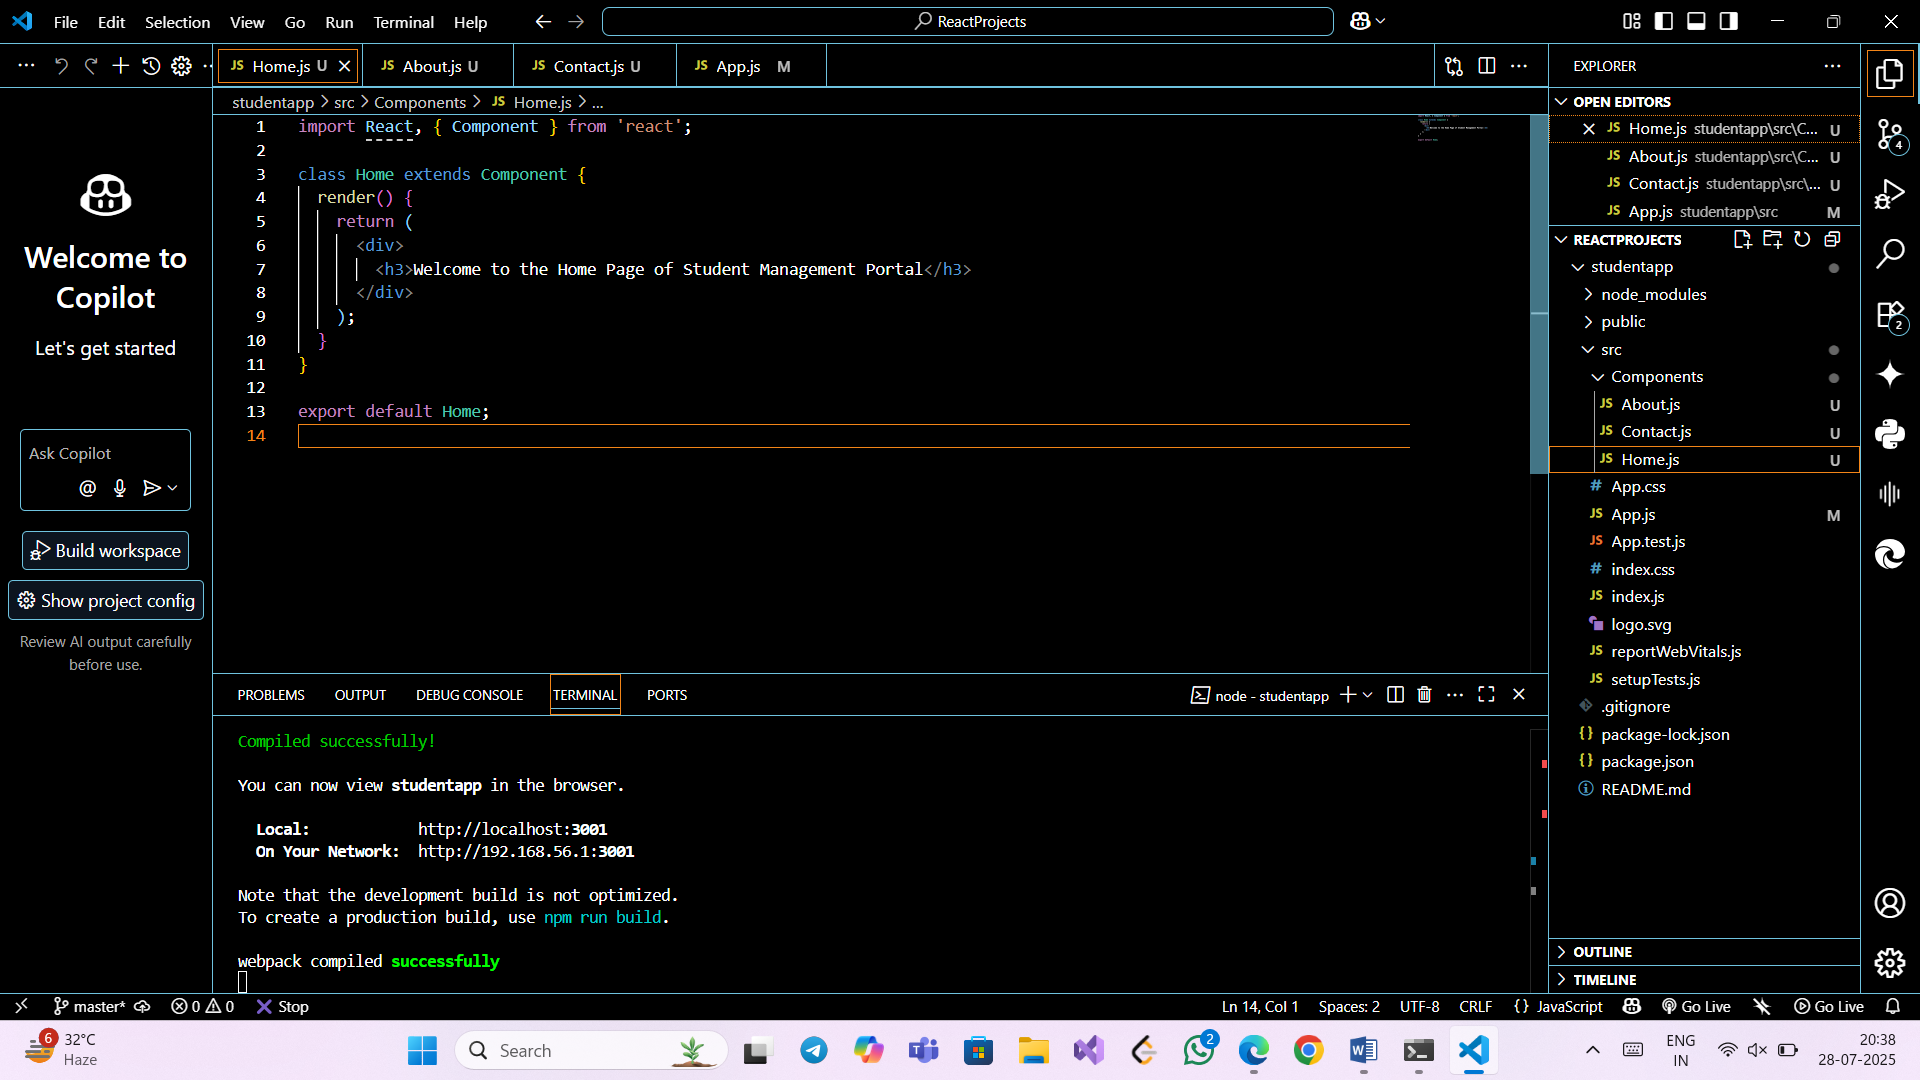 File Edit Selection View Go Run Terminal Help
ReactProjects
JS Home.js U
JS About.js U
JS Contact.js U
JS App.js M
studentapp > src > Components > JS Home.js > ...
Welcome to
Copilot
Let's get started
Ask Copilot
@
Build workspace
Show project config
Review AI output carefully
before use.
1 import React, { Component } from 'react';
2
3 class Home extends Component {
4 render() {
5 return (
6 <div>
7 <h3>Welcome to the Home Page of Student Management Portal</h3>
8 </div>
9 );
10 }
11 }
12
13 export default Home;
14
PROBLEMS OUTPUT DEBUG CONSOLE TERMINAL PORTS
node - studentapp
Compiled successfully!
You can now view studentapp in the browser.
Local: http://localhost:3001
On Your Network: http://192.168.56.1:3001
Note that the development build is not optimized.
To create a production build, use npm run build.
webpack compiled successfully
EXPLORER
OPEN EDITORS
JS Home.js studentapp\src\C... U
JS About.js studentapp\src\C... U
JS Contact.js studentapp\src\... U
JS App.js studentapp\src M
REACTPROJECTS
studentapp
node_modules
public
src
Components
JS About.js U
JS Contact.js U
JS Home.js U
# App.css
JS App.js M
JS App.test.js
# index.css
JS index.js
logo.svg
JS reportWebVitals.js
JS setupTests.js
.gitignore
{} package-lock.json
{} package.json
README.md
OUTLINE
TIMELINE
4
2
master* 0 0 Stop
Ln 14, Col 1 Spaces: 2 UTF-8 CRLF {} JavaScript Go Live Go Live
6
32°C
Haze
Search
2
ENG
IN
20:38
28-07-2025